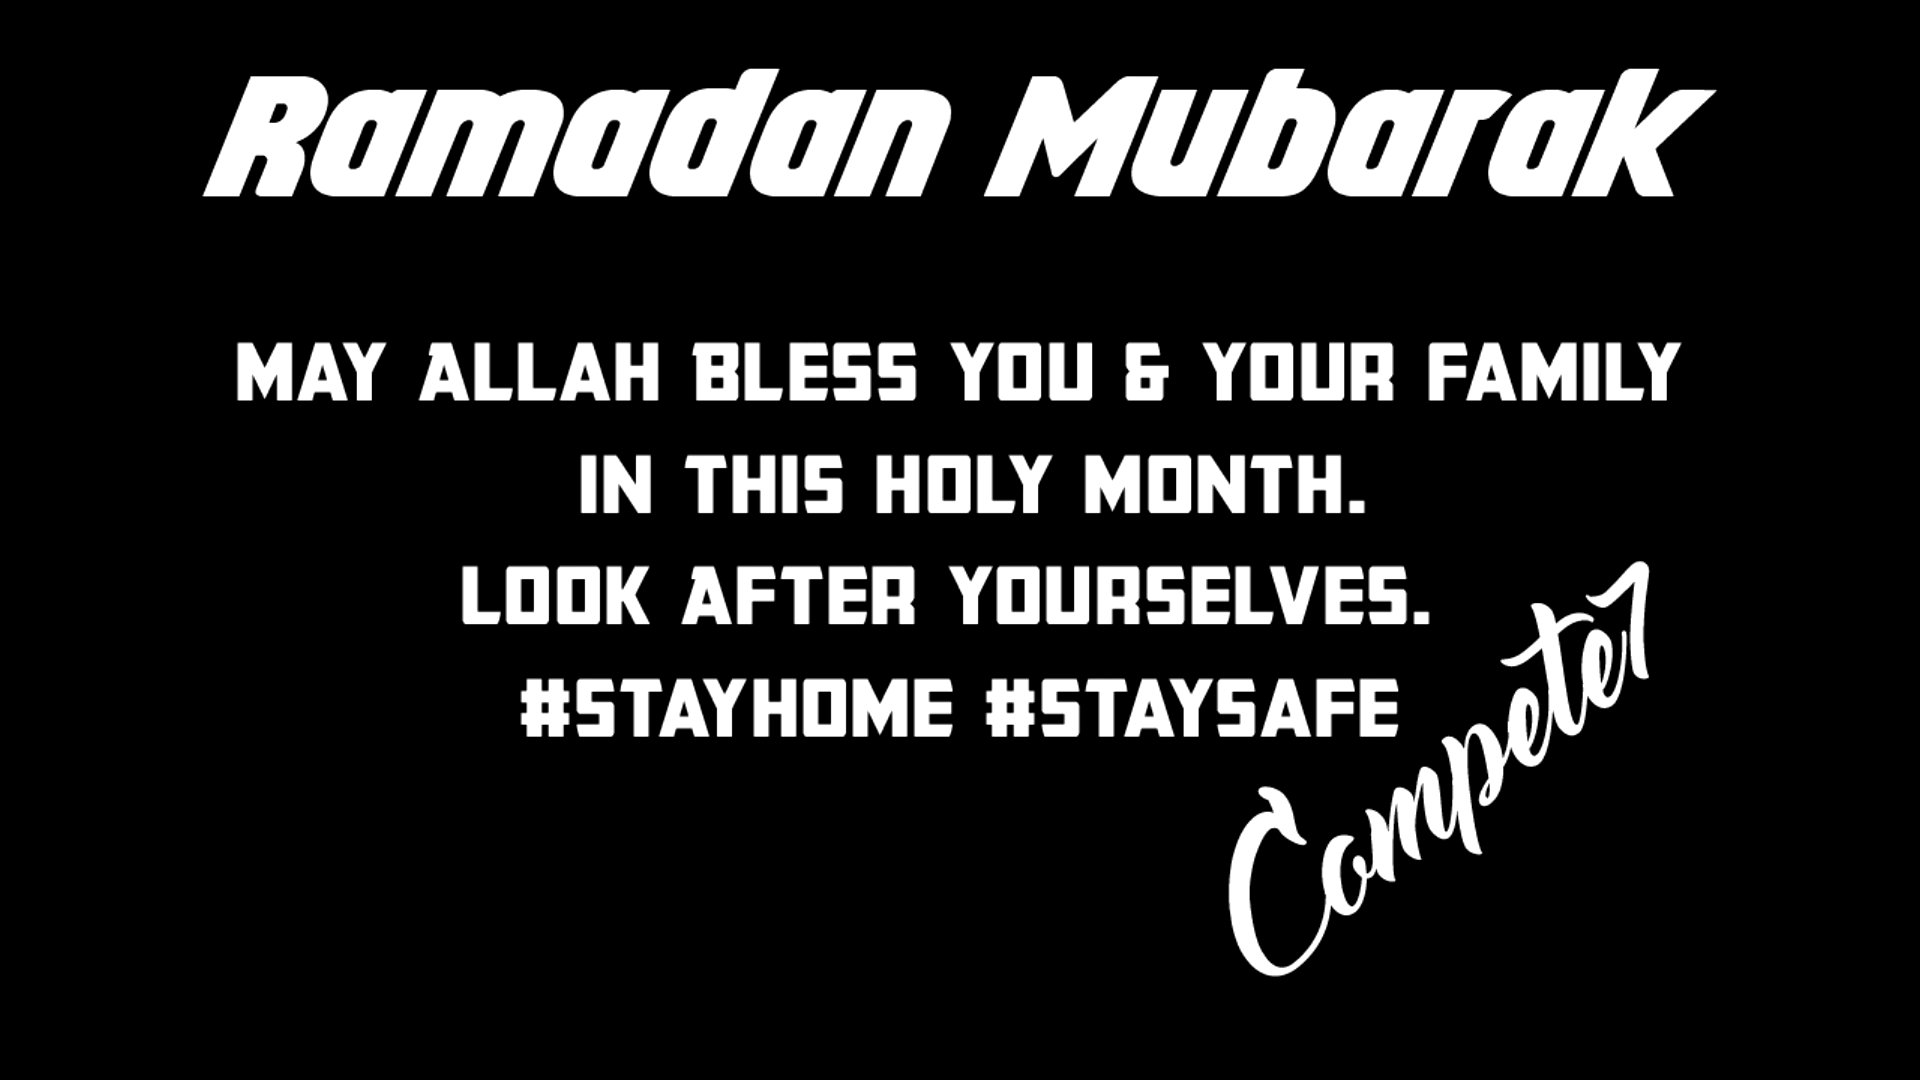 Ramadan Mubarak
MAY ALLAH BLESS YOU & YOUR FAMILY
IN THIS HOLY MONTH.
LOOK AFTER YOURSELVES.
#STAYHOME #STAYSAFE
Compete7